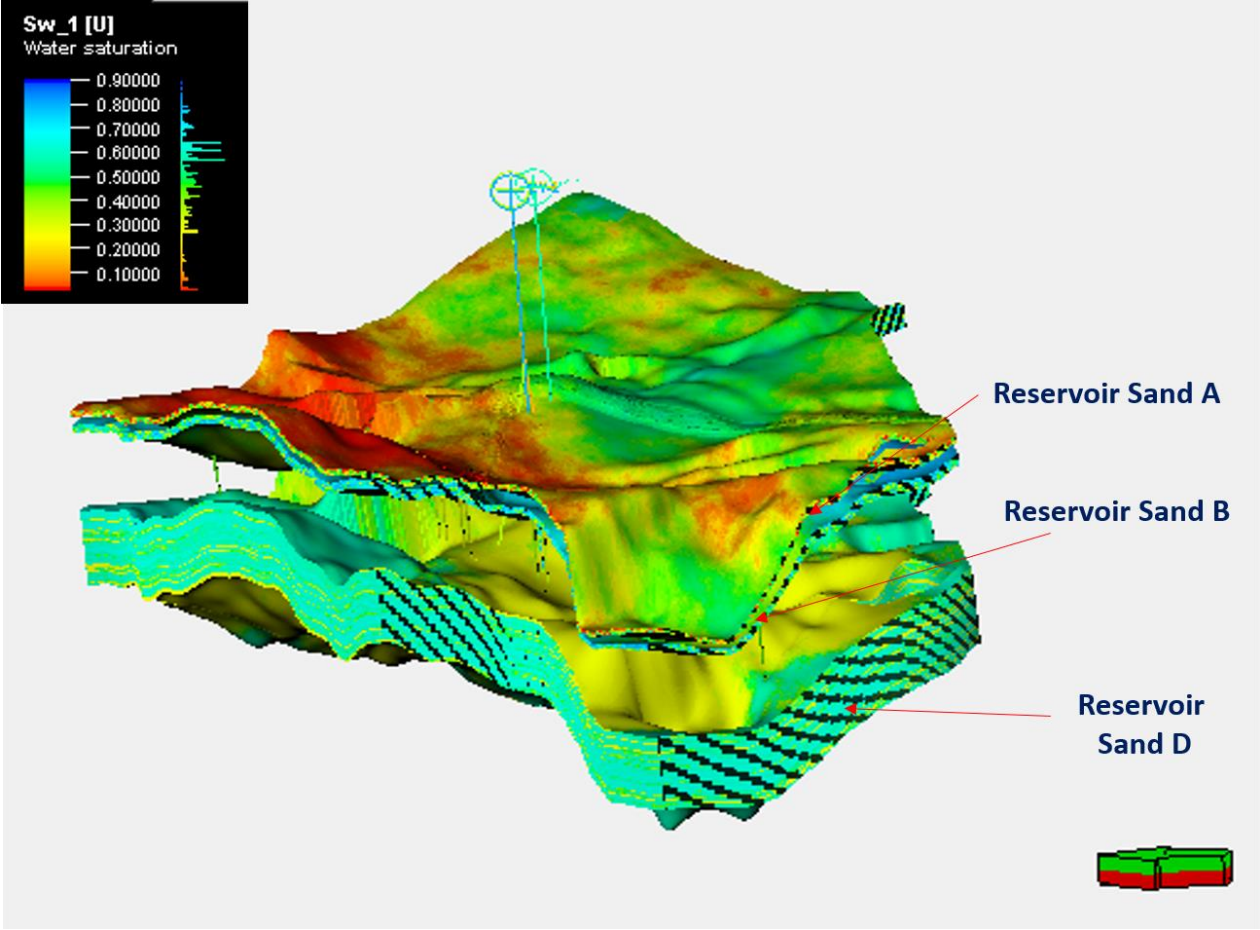 Sw_1 [U]
Water saturation
0.90000
0.80000
0.70000
0.60000
0.50000
0.40000
0.30000
0.20000
0.10000
Reservoir Sand A
Reservoir Sand B
Reservoir
Sand D